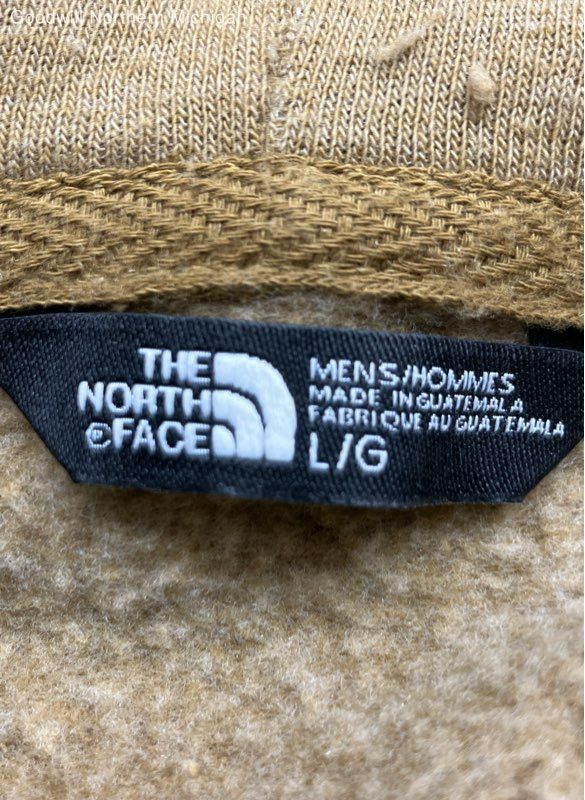 Goodwill Northern Michigan
THE
NORTH
©FACE
MENS/HOMMES
MADE IN GUATEMALA
FABRIQUE AU GUATEMALA
L/G